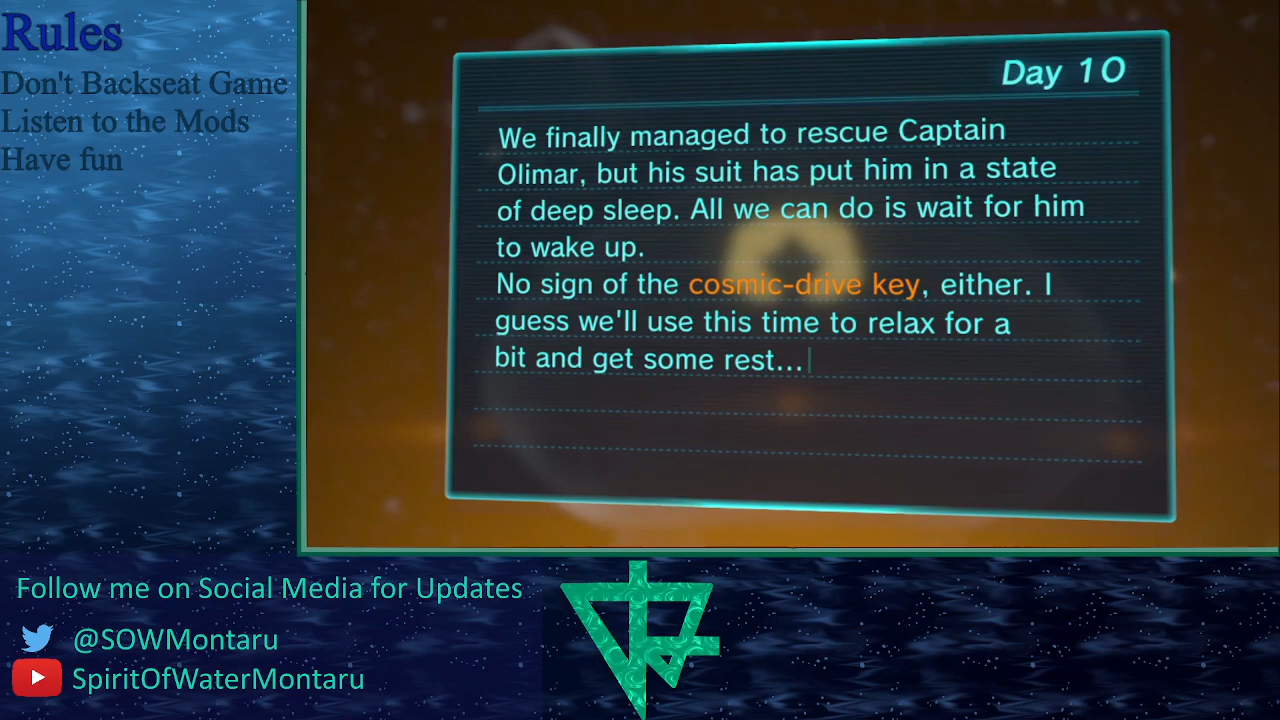 Rules
Don't Backseat Game
Listen to the Mods
Have fun
Day 10
We finally managed to rescue Captain
Olimar, but his suit has put him in a state
of deep sleep. All we can do is wait for him
to wake up.
No sign of the cosmic-drive key, either. I
guess we'll use this time to relax for a
bit and get some rest...
Follow me on Social Media for Updates
@SOWMontaru
SpiritOfWaterMontaru